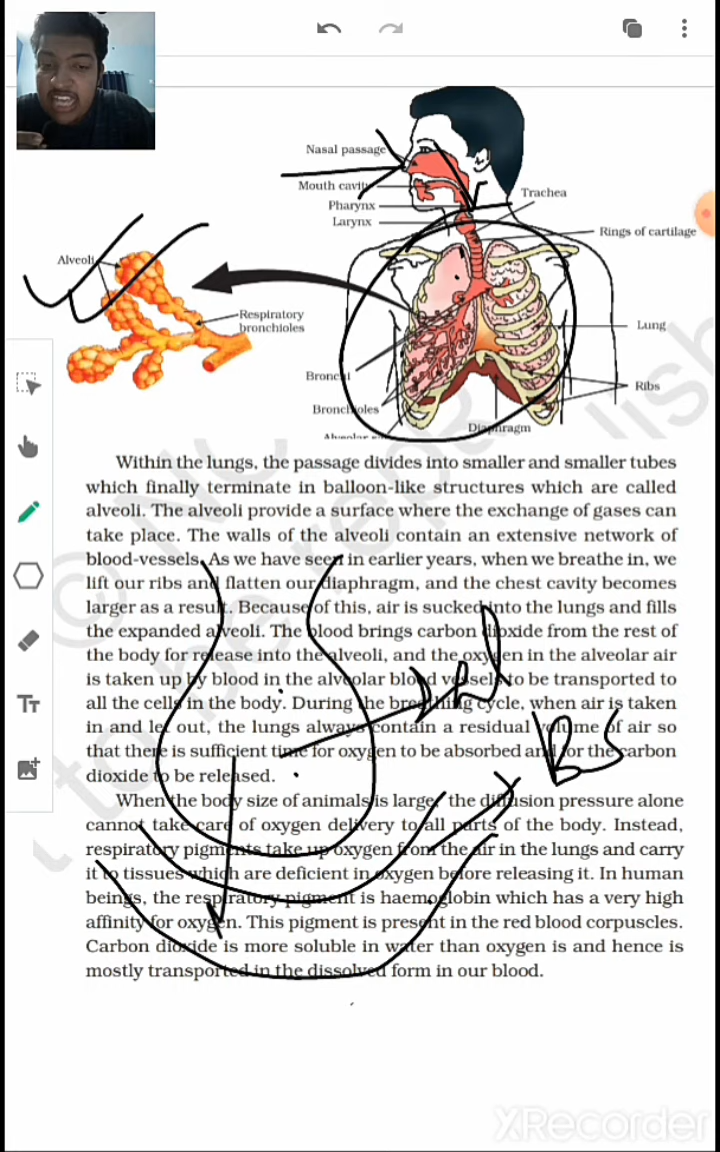 Nasal passage
Mouth cavity
Pharynx
Larynx
Trachea
Rings of cartilage
Alveoli
Respiratory
bronchioles
Lung
Bronchi
Ribs
Bronchioles
Diaphragm
Within the lungs, the passage divides into smaller and smaller tubes
which finally terminate in balloon-like structures which are called
alveoli. The alveoli provide a surface where the exchange of gases can
take place. The walls of the alveoli contain an extensive network of
blood-vessels. As we have seen in earlier years, when we breathe in, we
lift our ribs and flatten our diaphragm, and the chest cavity becomes
larger as a result. Because of this, air is sucked into the lungs and fills
the expanded alveoli. The blood brings carbon dioxide from the rest of
the body for release into the alveoli, and the oxygen in the alveolar air
is taken up by blood in the alveolar blood vessels to be transported to
all the cells in the body. During the breathing cycle, when air is taken
in and let out, the lungs always contain a residual volume of air so
that there is sufficient time for oxygen to be absorbed and for the carbon
dioxide to be released.
When the body size of animals is large, the diffusion pressure alone
cannot take care of oxygen delivery to all parts of the body. Instead,
respiratory pigments take up oxygen from the air in the lungs and carry
it to tissues which are deficient in oxygen before releasing it. In human
beings, the respiratory pigment is haemoglobin which has a very high
affinity for oxygen. This pigment is present in the red blood corpuscles.
Carbon dioxide is more soluble in water than oxygen is and hence is
mostly transported in the dissolved form in our blood.
BS
Tт
XRecorder